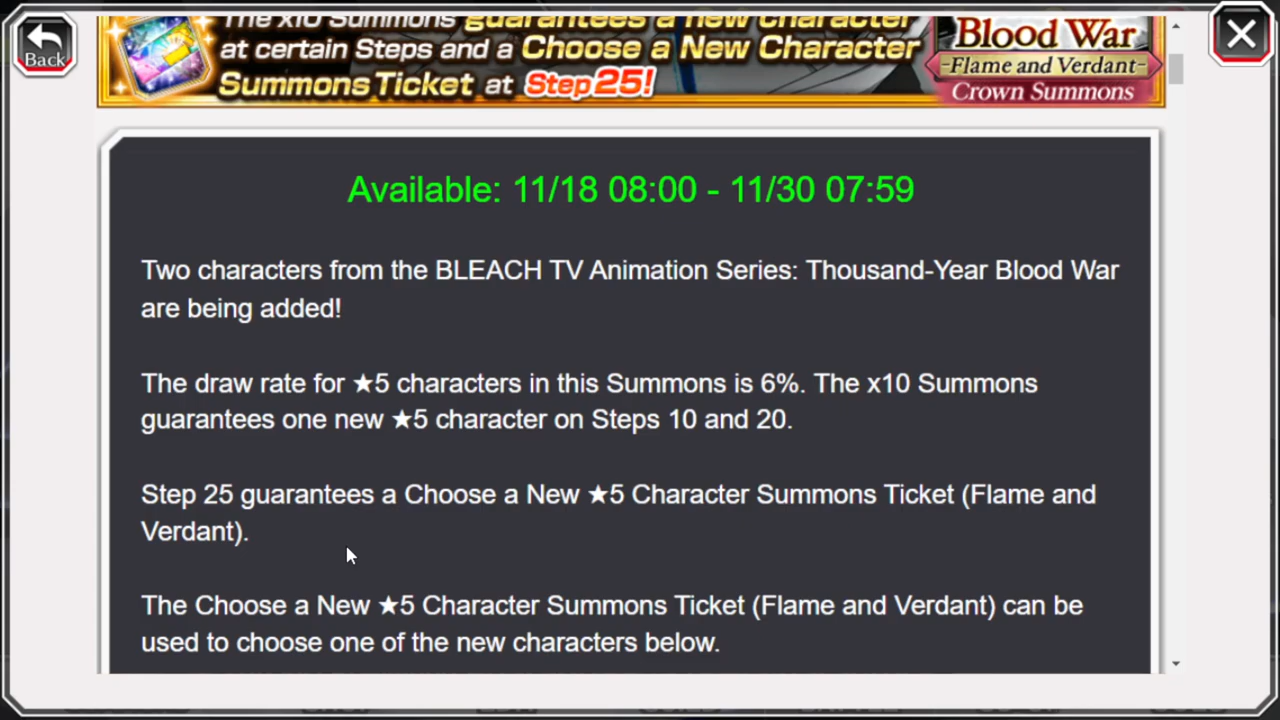 The x10 Summons guarantees a new character
at certain Steps and a Choose a New Character
Summons Ticket at Step25!
Blood War
-Flame and Verdant-
Crown Summons
Back
Available: 11/18 08:00 - 11/30 07:59
Two characters from the BLEACH TV Animation Series: Thousand-Year Blood War
are being added!
The draw rate for ★5 characters in this Summons is 6%. The x10 Summons
guarantees one new ★5 character on Steps 10 and 20.
Step 25 guarantees a Choose a New ★5 Character Summons Ticket (Flame and
Verdant).
The Choose a New ★5 Character Summons Ticket (Flame and Verdant) can be
used to choose one of the new characters below.